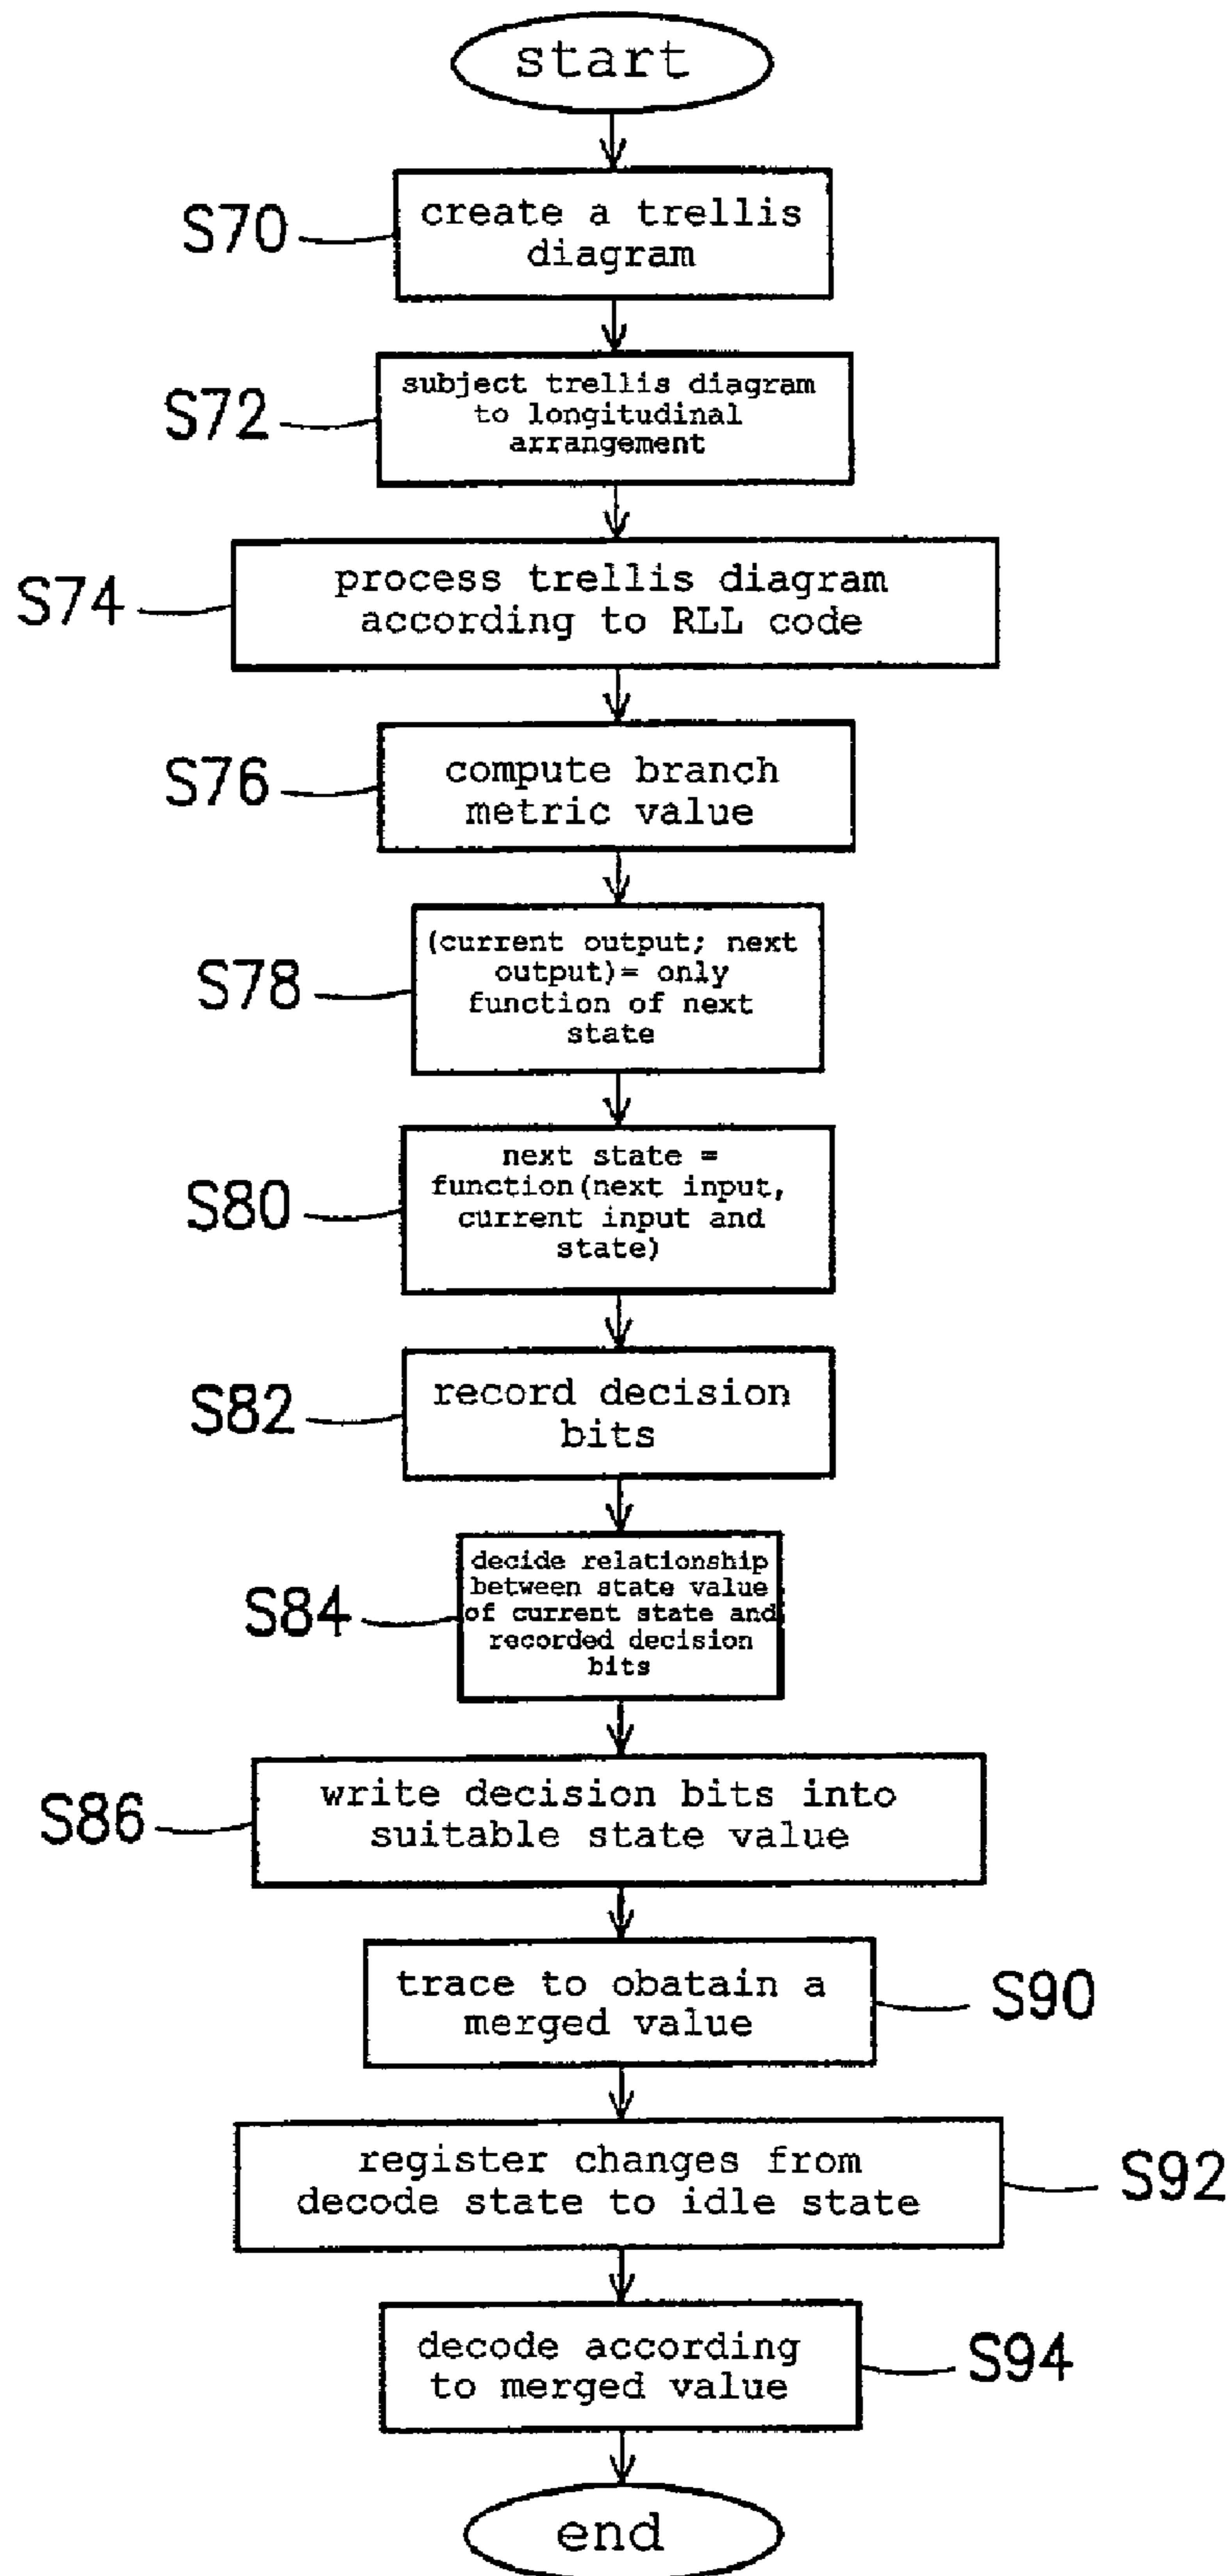 start
S70
create a trellis
diagram
S72
subject trellis diagram
to longitudinal
arrangement
S74
process trellis diagram
according to RLL code
S76
compute branch
metric value
S78
(current output; next
output)= only
function of next
state
S80
next state =
function(next input,
current input and
state)
S82
record decision
bits
S84
decide relationship
between state value
of current state and
recorded decision
bits
S86
write decision bits into
suitable state value
trace to obatain a
merged value
S90
register changes from
decode state to idle state
S92
decode according
to merged value
S94
end